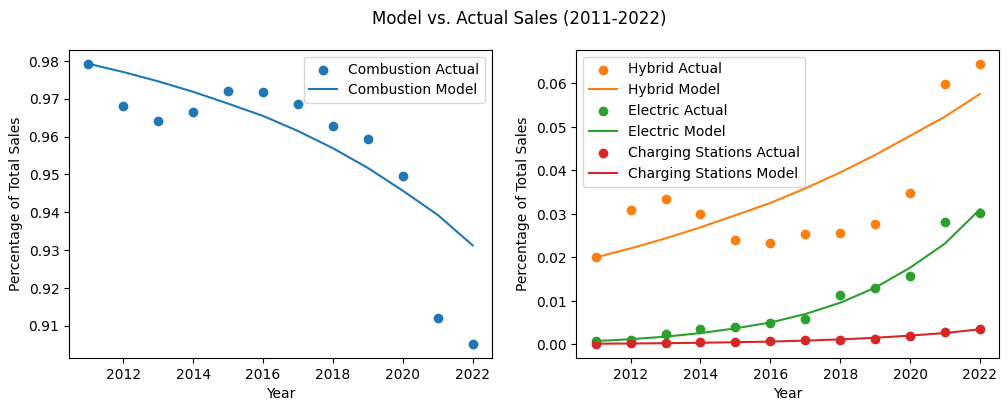 Model vs. Actual Sales (2011-2022)
0.98
0.97
0.96
0.95
0.94
0.93
0.92
0.91
Percentage of Total Sales
Combustion Actual
Combustion Model
2012 2014 2016 2018 2020 2022
Year
0.06
0.05
0.04
0.03
0.02
0.01
0.00
Percentage of Total Sales
Hybrid Actual
Hybrid Model
Electric Actual
Electric Model
Charging Stations Actual
Charging Stations Model
2012 2014 2016 2018 2020 2022
Year